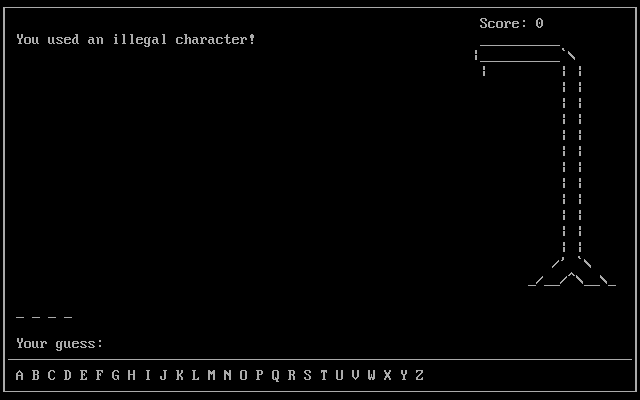 Score: 0
You used an illegal character!
_ _ _ _
Your guess:
A B C D E F G H I J K L M N O P Q R S T U V W X Y Z